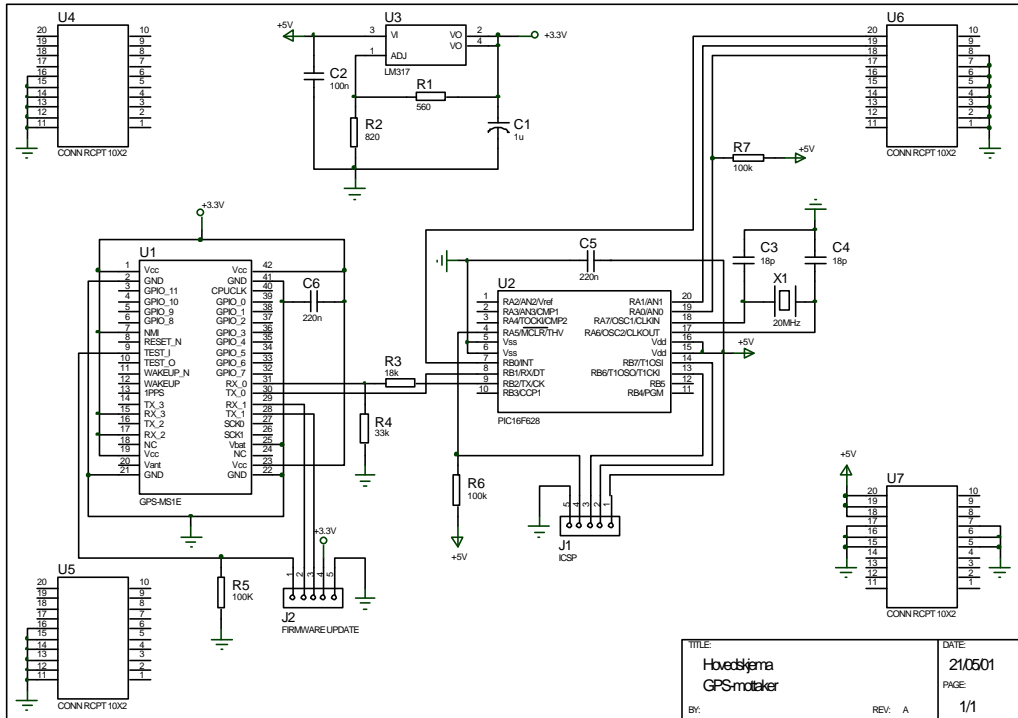 U4
20 10
19 9
18 8
17 7
16 6
15 5
14 4
13 3
12 2
11 1
CONN RCPT 10X2
+5V
U3
3 VI VO 2
VO 4
1 ADJ
LM317
+3.3V
C2
100n
R1
560
R2
820
C1
1u
U6
20 10
19 9
18 8
17 7
16 6
15 5
14 4
13 3
12 2
11 1
CONN RCPT 10X2
R7
100k
+5V
+3.3V
U1
1 Vcc Vcc 42
2 GND GND 41
3 GPIO_11 CPUCLK 40
4 GPIO_10 GPIO_0 39
5 GPIO_9 GPIO_1 38
6 GPIO_8 GPIO_2 37
7 NMI GPIO_3 36
8 RESET_N GPIO_4 35
9 TEST_I GPIO_5 34
10 TEST_O GPIO_6 33
11 WAKEUP_N GPIO_7 32
12 WAKEUP RX_0 31
13 1PPS TX_0 30
14 TX_3 RX_1 29
15 RX_3 TX_1 28
16 TX_2 SCK0 27
17 RX_2 SCK1 26
18 NC Vbat 25
19 Vcc NC 24
20 Vant Vcc 23
21 GND GND 22
GPS-MS1E
C6
220n
R3
18k
R4
33k
C5
220n
U2
1 RA2/AN2/Vref RA1/AN1 20
2 RA3/AN3/CMP1 RA0/AN0 19
3 RA4/TOCKI/CMP2 RA7/OSC1/CLKIN 18
4 RA5/MCLR/THV RA6/OSC2/CLKOUT 17
5 Vss Vdd 16
6 Vss Vdd 15
7 RB0/INT RB7/T1OSI 14
8 RB1/RX/DT RB6/T1OSO/T1CKI 13
9 RB2/TX/CK RB5 12
10 RB3/CCP1 RB4/PGM 11
PIC16F628
C3
18p
C4
18p
X1
20MHz
+5V
R6
100k
+5V
5 4 3 2 1
J1
ICSP
R5
100K
+3.3V
1 2 3 4 5
J2
FIRMWARE UPDATE
U5
20 10
19 9
18 8
17 7
16 6
15 5
14 4
13 3
12 2
11 1
CONN RCPT 10X2
+5V
U7
20 10
19 9
18 8
17 7
16 6
15 5
14 4
13 3
12 2
11 1
CONN RCPT 10X2
TITLE:
Hovedskjema
GPS-mottaker
BY:
REV: A
DATE:
21/05/01
PAGE:
1/1